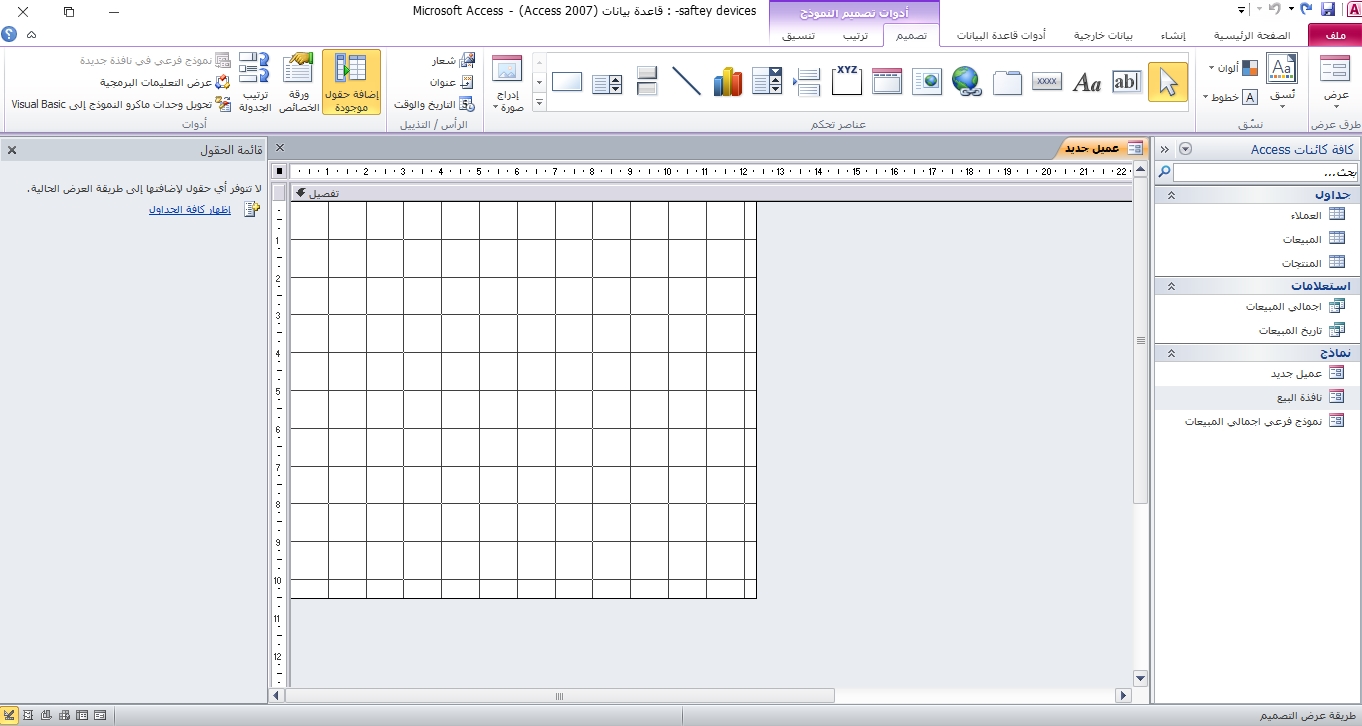 أدوات تصميم النموذج
saftey devices- : قاعدة بيانات (Access 2007) - Microsoft Access
ملف
الصفحة الرئيسية
إنشاء
بيانات خارجية
أدوات قاعدة البيانات
تصميم
ترتيب
تنسيق
عرض
طرق عرض
نُسق
ألوان
خطوط
نسّق
Aa
A
Aa
ab
xxxx
XYZ
عناصر تحكم
إدراج صورة
شعار
عنوان
التاريخ والوقت
الرأس / التذييل
إضافة حقول موجودة
ورقة الخصائص
ترتيب الجدولة
نموذج فرعي في نافذة جديدة
عرض التعليمات البرمجية
تحويل وحدات ماكرو النموذج إلى Visual Basic
أدوات
كافة كائنات Access
بحث...
جداول
العملاء
المبيعات
المنتجات
استعلامات
اجمالي المبيعات
تاريخ المبيعات
نماذج
عميل جديد
نافذة البيع
نموذج فرعي اجمالي المبيعات
عميل جديد
1 2 3 4 5 6 7 8 9 10 11 12 13 14 15 16 17 18 19 20 21 22
تفصيل
1
2
3
4
5
6
7
8
9
10
11
12
قائمة الحقول
لا تتوفر أي حقول لإضافتها إلى طريقة العرض الحالية.
إظهار كافة الجداول
طريقة عرض التصميم